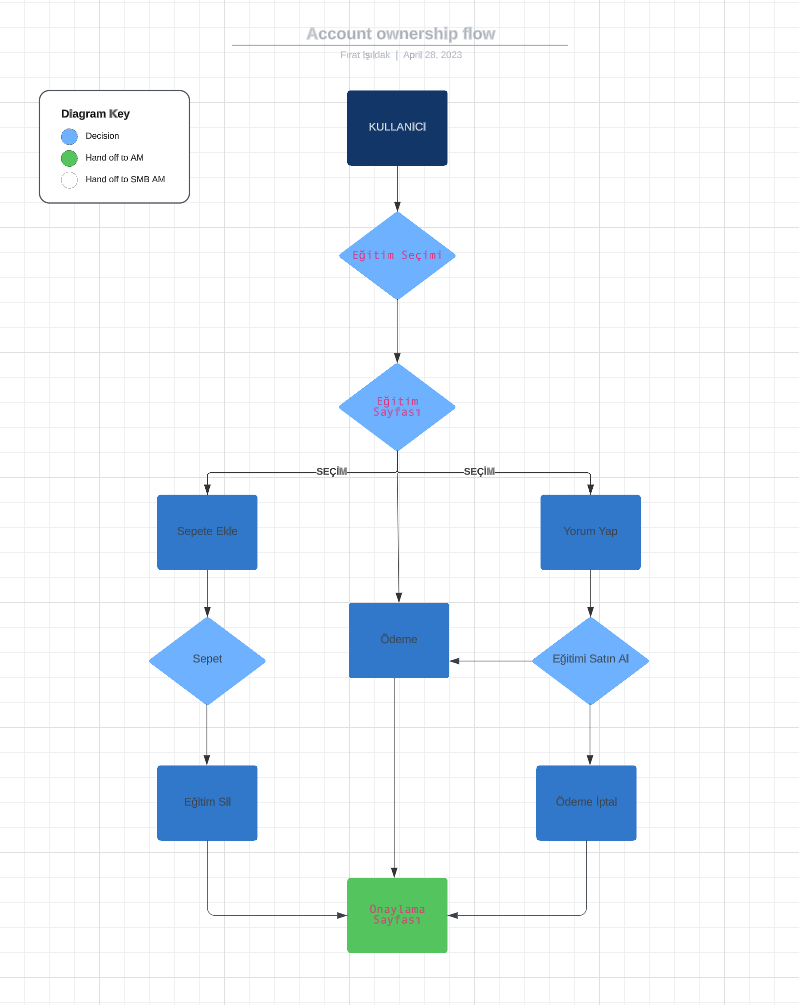 Account ownership flow
Fırat Işıldak | April 28, 2023
Diagram Key
Decision
Hand off to AM
Hand off to SMB AM
KULLANİCİ
Eğitim Seçimi
Eğitim
Sayfası
SEÇİM
SEÇİM
Sepete Ekle
Yorum Yap
Ödeme
Sepet
Eğitimi Satın Al
Eğitim Sil
Ödeme İptal
Onaylama
Sayfası